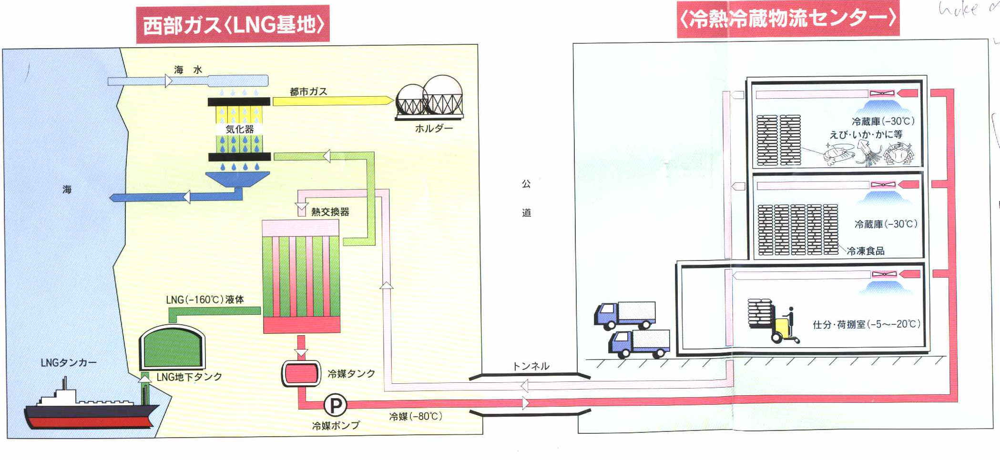 西部ガス〈LNG基地〉
〈冷熱冷蔵物流センター〉
海 水
都市ガス
ホルダー
気化器
海
熱交換器
LNG(-160℃)液体
LNGタンカー
LNG地下タンク
冷媒タンク
P
冷媒ポンプ
冷媒(-80℃)
公
道
トンネル
冷蔵庫(-30℃)
えび・いか・かに等
冷蔵庫(-30℃)
冷凍食品
仕分・荷捌室(-5〜-20℃)